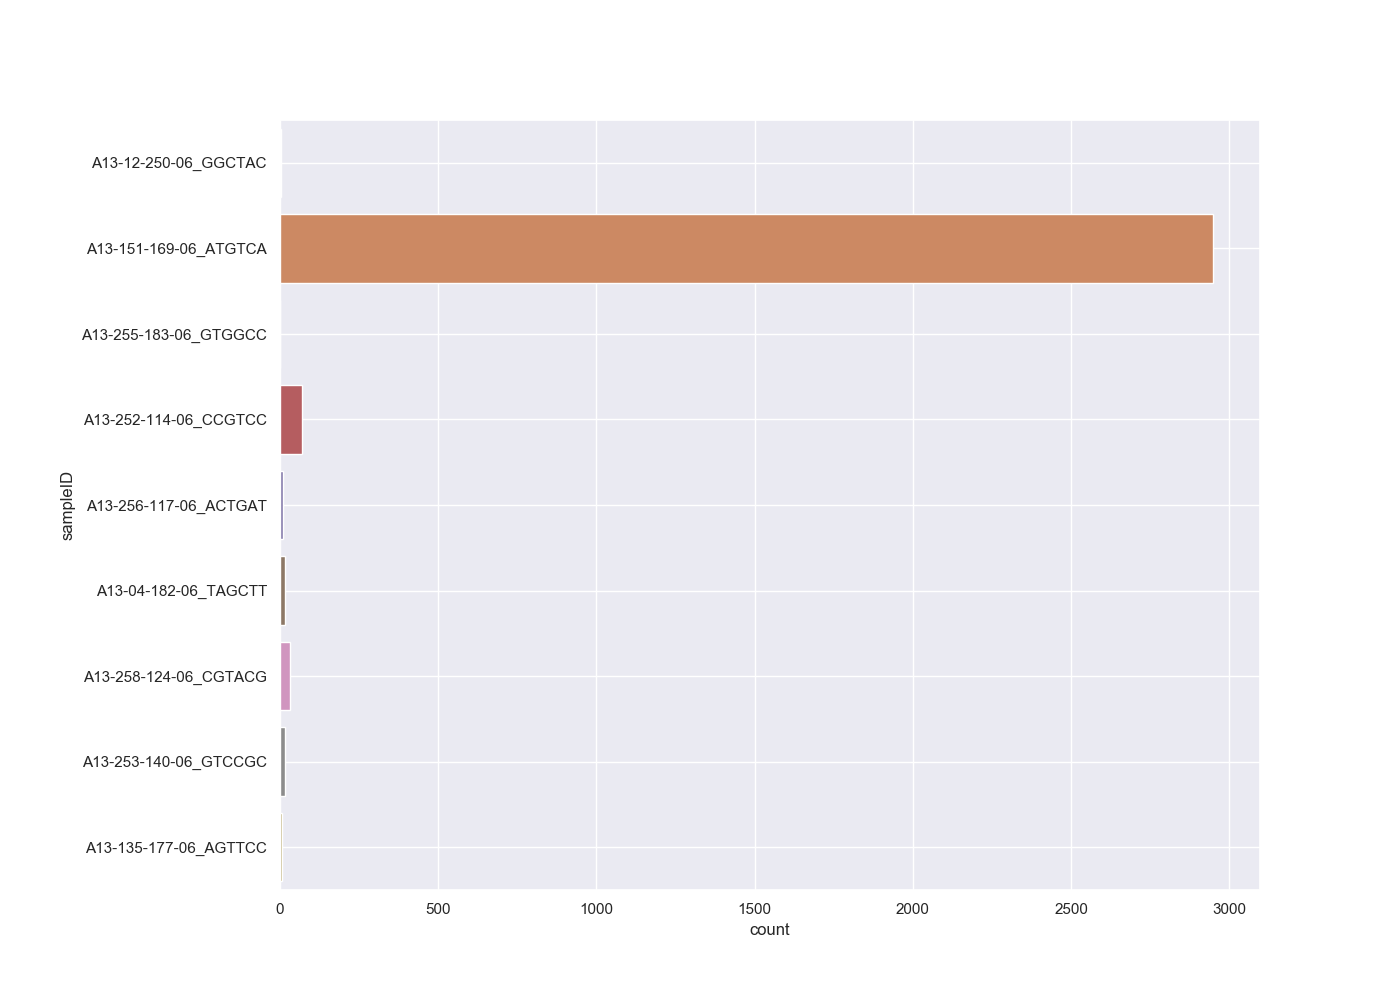 A13-12-250-06_GGCTAC
A13-151-169-06_ATGTCA
A13-255-183-06_GTGGCC
A13-252-114-06_CCGTCC
A13-256-117-06_ACTGAT
A13-04-182-06_TAGCTT
A13-258-124-06_CGTACG
A13-253-140-06_GTCCGC
A13-135-177-06_AGTTCC
sampleID
0 500 1000 1500 2000 2500 3000
count